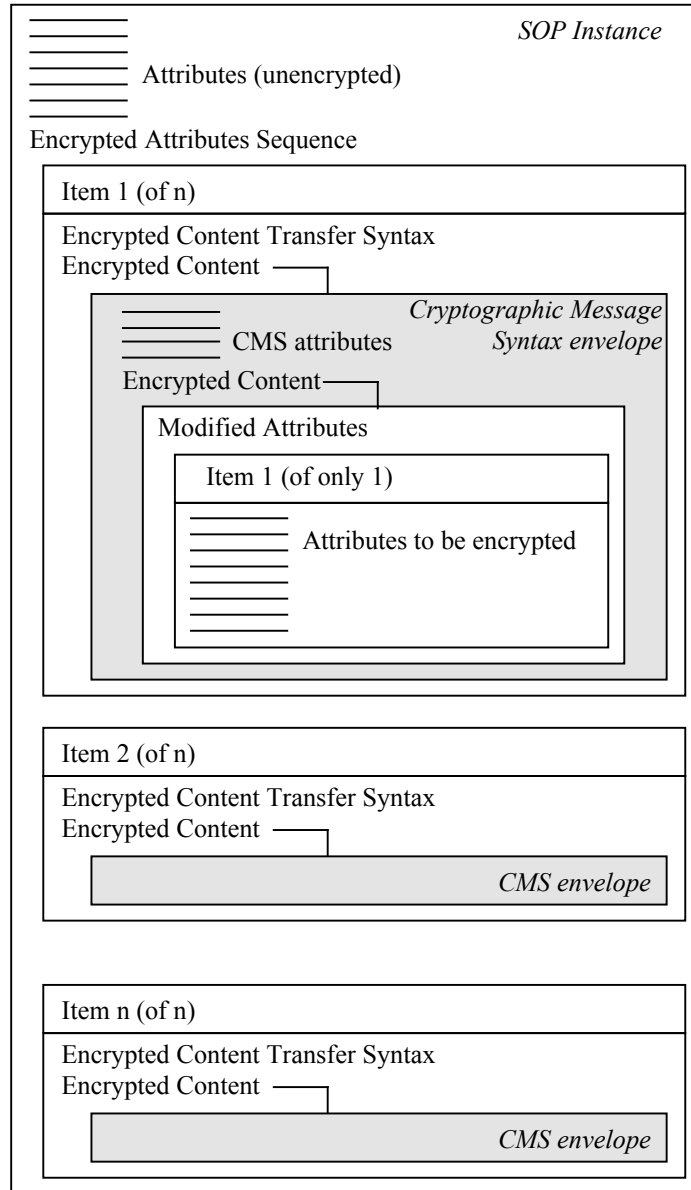 SOP Instance
Attributes (unencrypted)
Encrypted Attributes Sequence
Item 1 (of n)
Encrypted Content Transfer Syntax
Encrypted Content
Cryptographic Message
Syntax envelope
CMS attributes
Encrypted Content
Modified Attributes
Item 1 (of only 1)
Attributes to be encrypted
Item 2 (of n)
Encrypted Content Transfer Syntax
Encrypted Content
CMS envelope
Item n (of n)
Encrypted Content Transfer Syntax
Encrypted Content
CMS envelope